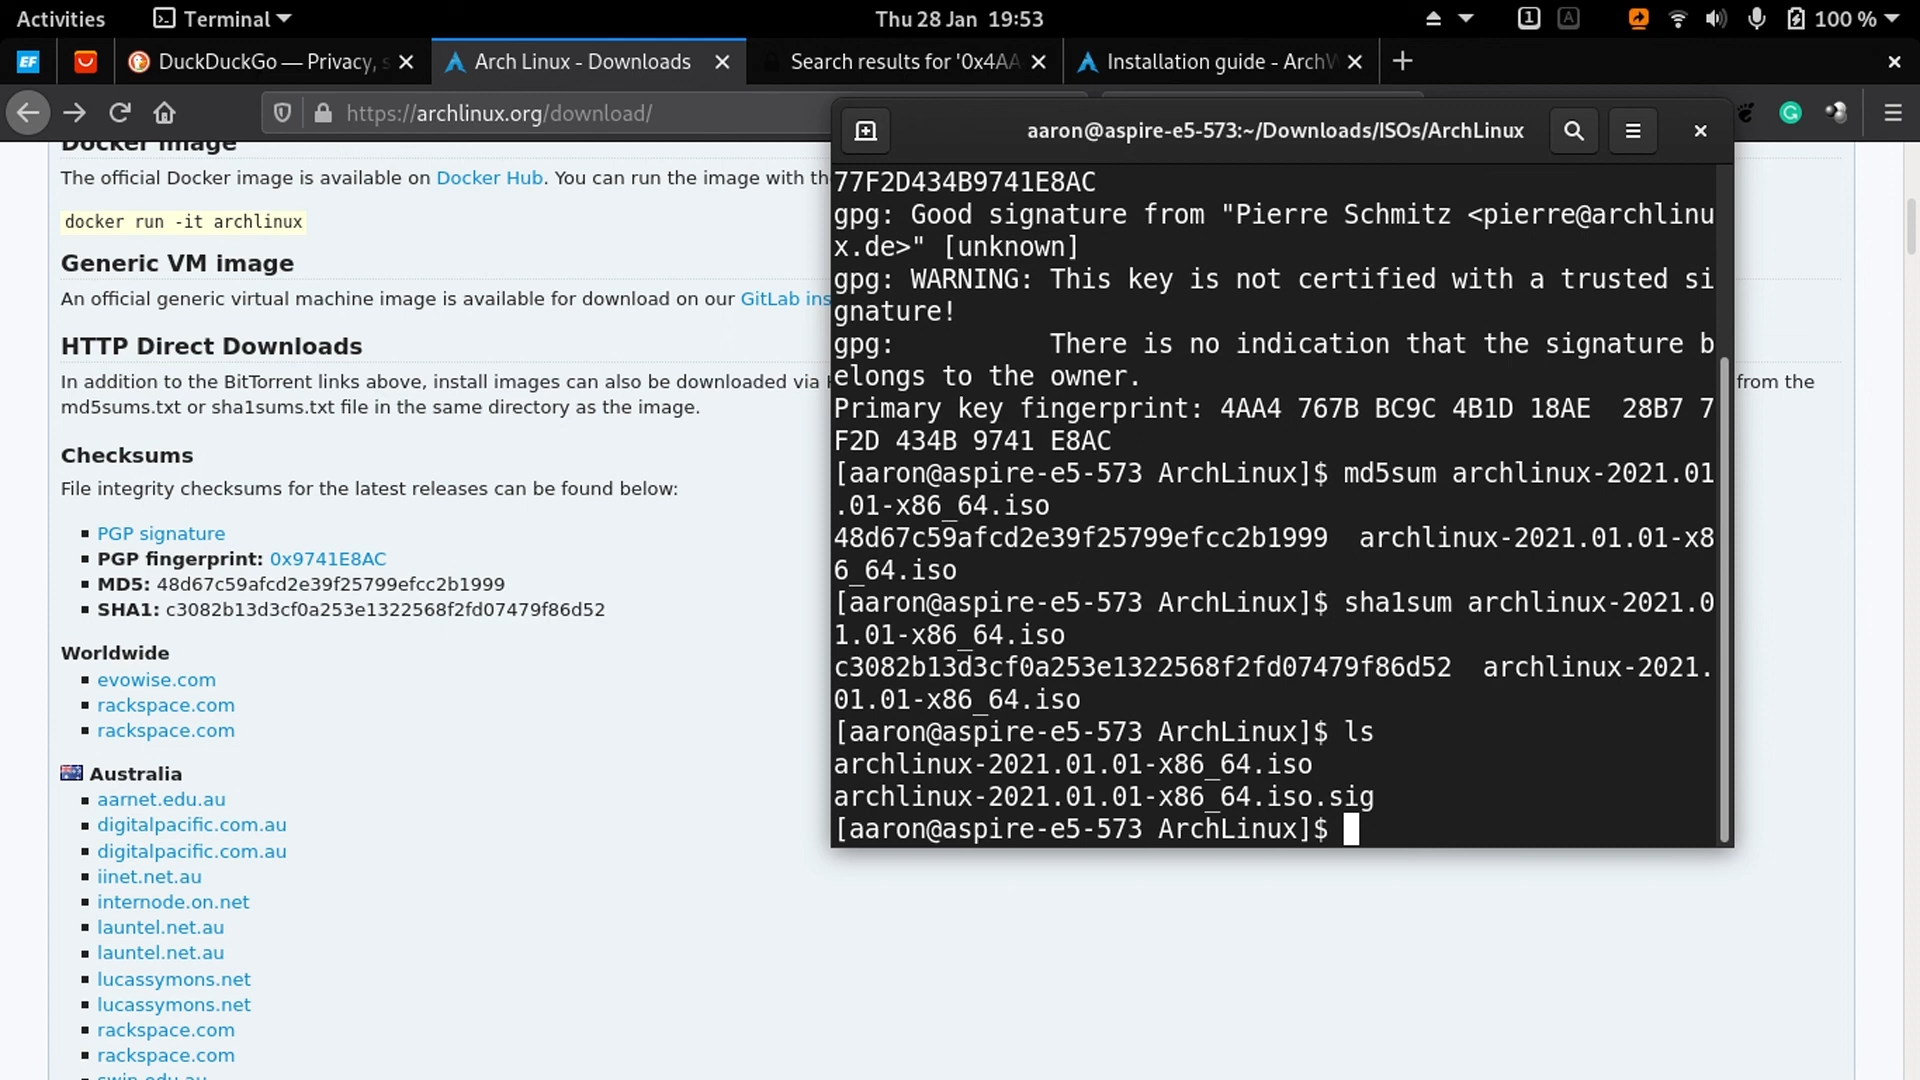 Activities
Terminal
Thu 28 Jan 19:53
1
A
100 %
EF
DuckDuckGo — Privacy, s
Arch Linux - Downloads
Search results for '0x4AA
Installation guide - ArchW
https://archlinux.org/download/
Docker image
The official Docker image is available on Docker Hub. You can run the image with the
docker run -it archlinux
Generic VM image
An official generic virtual machine image is available for download on our GitLab ins
HTTP Direct Downloads
In addition to the BitTorrent links above, install images can also be downloaded via
from the
md5sums.txt or sha1sums.txt file in the same directory as the image.
Checksums
File integrity checksums for the latest releases can be found below:
PGP signature
PGP fingerprint: 0x9741E8AC
MD5: 48d67c59afcd2e39f25799efcc2b1999
SHA1: c3082b13d3cf0a253e1322568f2fd07479f86d52
Worldwide
evowise.com
rackspace.com
rackspace.com
Australia
aarnet.edu.au
digitalpacific.com.au
digitalpacific.com.au
iinet.net.au
internode.on.net
launtel.net.au
launtel.net.au
lucassymons.net
lucassymons.net
rackspace.com
rackspace.com
swin.edu.au
aaron@aspire-e5-573:~/Downloads/ISOs/ArchLinux
77F2D434B9741E8AC
gpg: Good signature from "Pierre Schmitz <pierre@archlinu
x.de>" [unknown]
gpg: WARNING: This key is not certified with a trusted si
gnature!
gpg:          There is no indication that the signature b
elongs to the owner.
Primary key fingerprint: 4AA4 767B BC9C 4B1D 18AE  28B7 7
F2D 434B 9741 E8AC
[aaron@aspire-e5-573 ArchLinux]$ md5sum archlinux-2021.01
.01-x86_64.iso
48d67c59afcd2e39f25799efcc2b1999  archlinux-2021.01.01-x8
6_64.iso
[aaron@aspire-e5-573 ArchLinux]$ sha1sum archlinux-2021.0
1.01-x86_64.iso
c3082b13d3cf0a253e1322568f2fd07479f86d52  archlinux-2021.
01.01-x86_64.iso
[aaron@aspire-e5-573 ArchLinux]$ ls
archlinux-2021.01.01-x86_64.iso
archlinux-2021.01.01-x86_64.iso.sig
[aaron@aspire-e5-573 ArchLinux]$